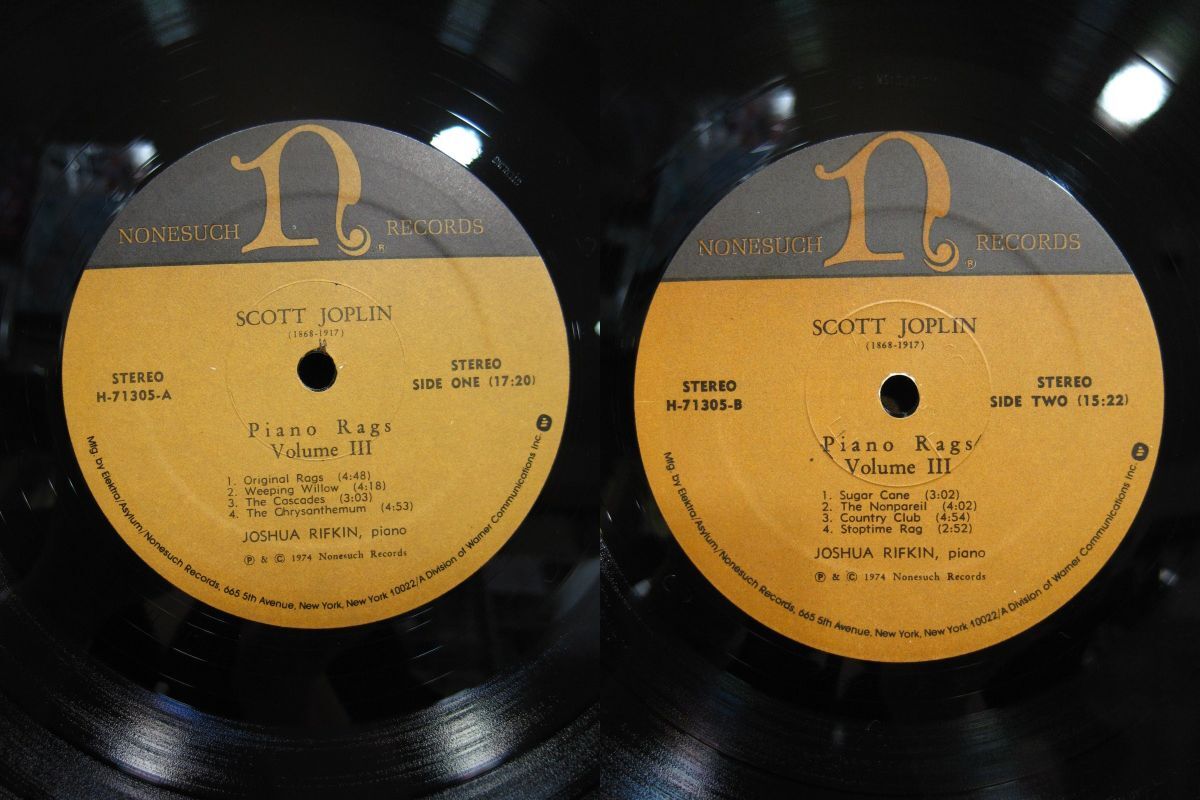 NONESUCH n RECORDS
®
SCOTT JOPLIN
(1868-1917)
STEREO
H-71305-A
STEREO
SIDE ONE (17:20)
Piano Rags
Volume III
1. Original Rags (4:48)
2. Weeping Willow (4:18)
3. The Cascades (3:03)
4. The Chrysanthemum (4:53)
JOSHUA RIFKIN, piano
Ⓟ & © 1974 Nonesuch Records
Mfg. by Elektra/Asylum/Nonesuch Records, 665 5th Avenue, New York, New York 10022/A Division of Warner Communications Inc.
NONESUCH n RECORDS
®
SCOTT JOPLIN
(1868-1917)
STEREO
H-71305-B
STEREO
SIDE TWO (15:22)
Piano Rags
Volume III
1. Sugar Cane (3:02)
2. The Nonpareil (4:02)
3. Country Club (4:54)
4. Stoptime Rag (2:52)
JOSHUA RIFKIN, piano
Ⓟ & © 1974 Nonesuch Records
Mfg. by Elektra/Asylum/Nonesuch Records, 665 5th Avenue, New York, New York 10022/A Division of Warner Communications Inc.